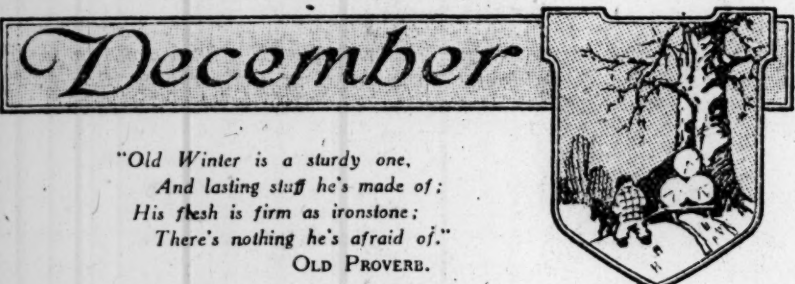 December
"Old Winter is a sturdy one,
And lasting stuff he's made of;
His flesh is firm as ironstone;
There's nothing he's afraid of."
OLD PROVERB.